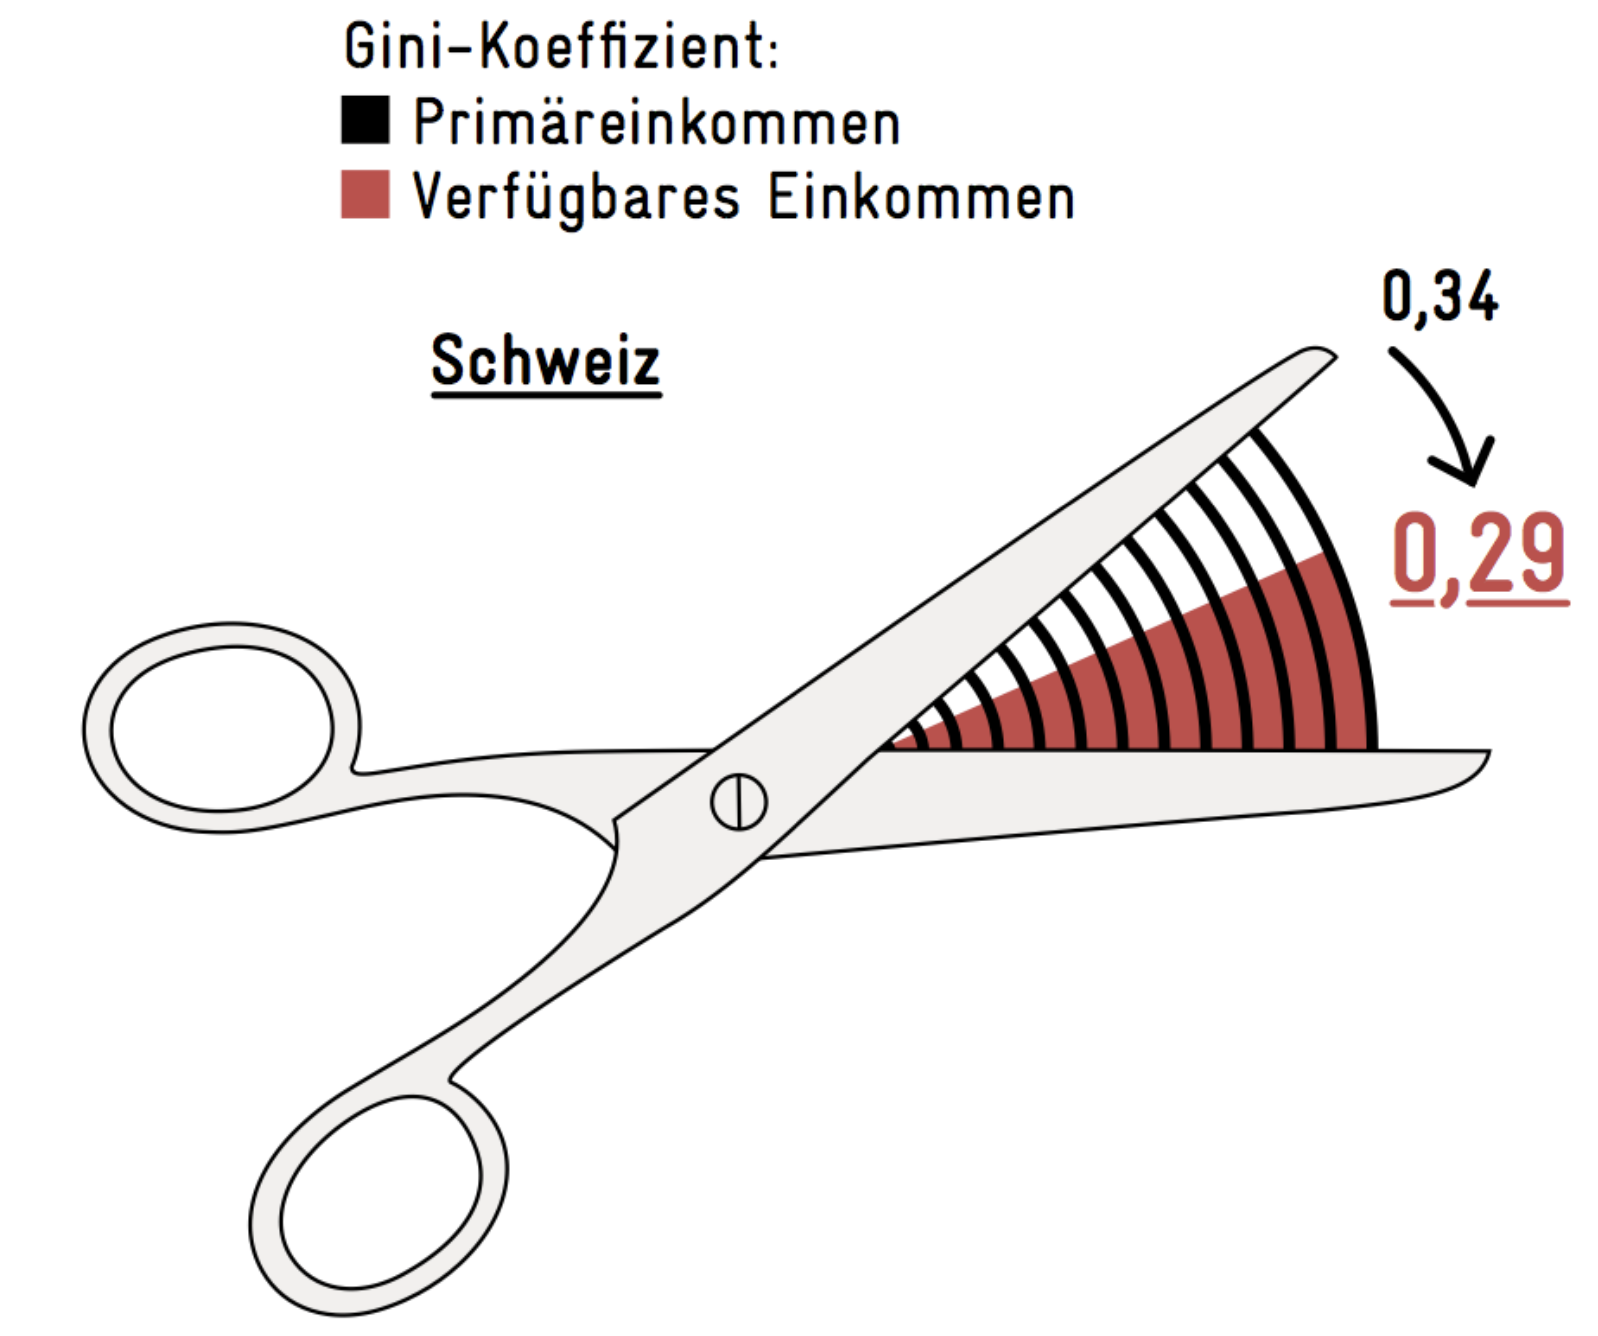 Gini-Koeffizient:
Primäreinkommen
Verfügbares Einkommen
Schweiz
0,34
0,29